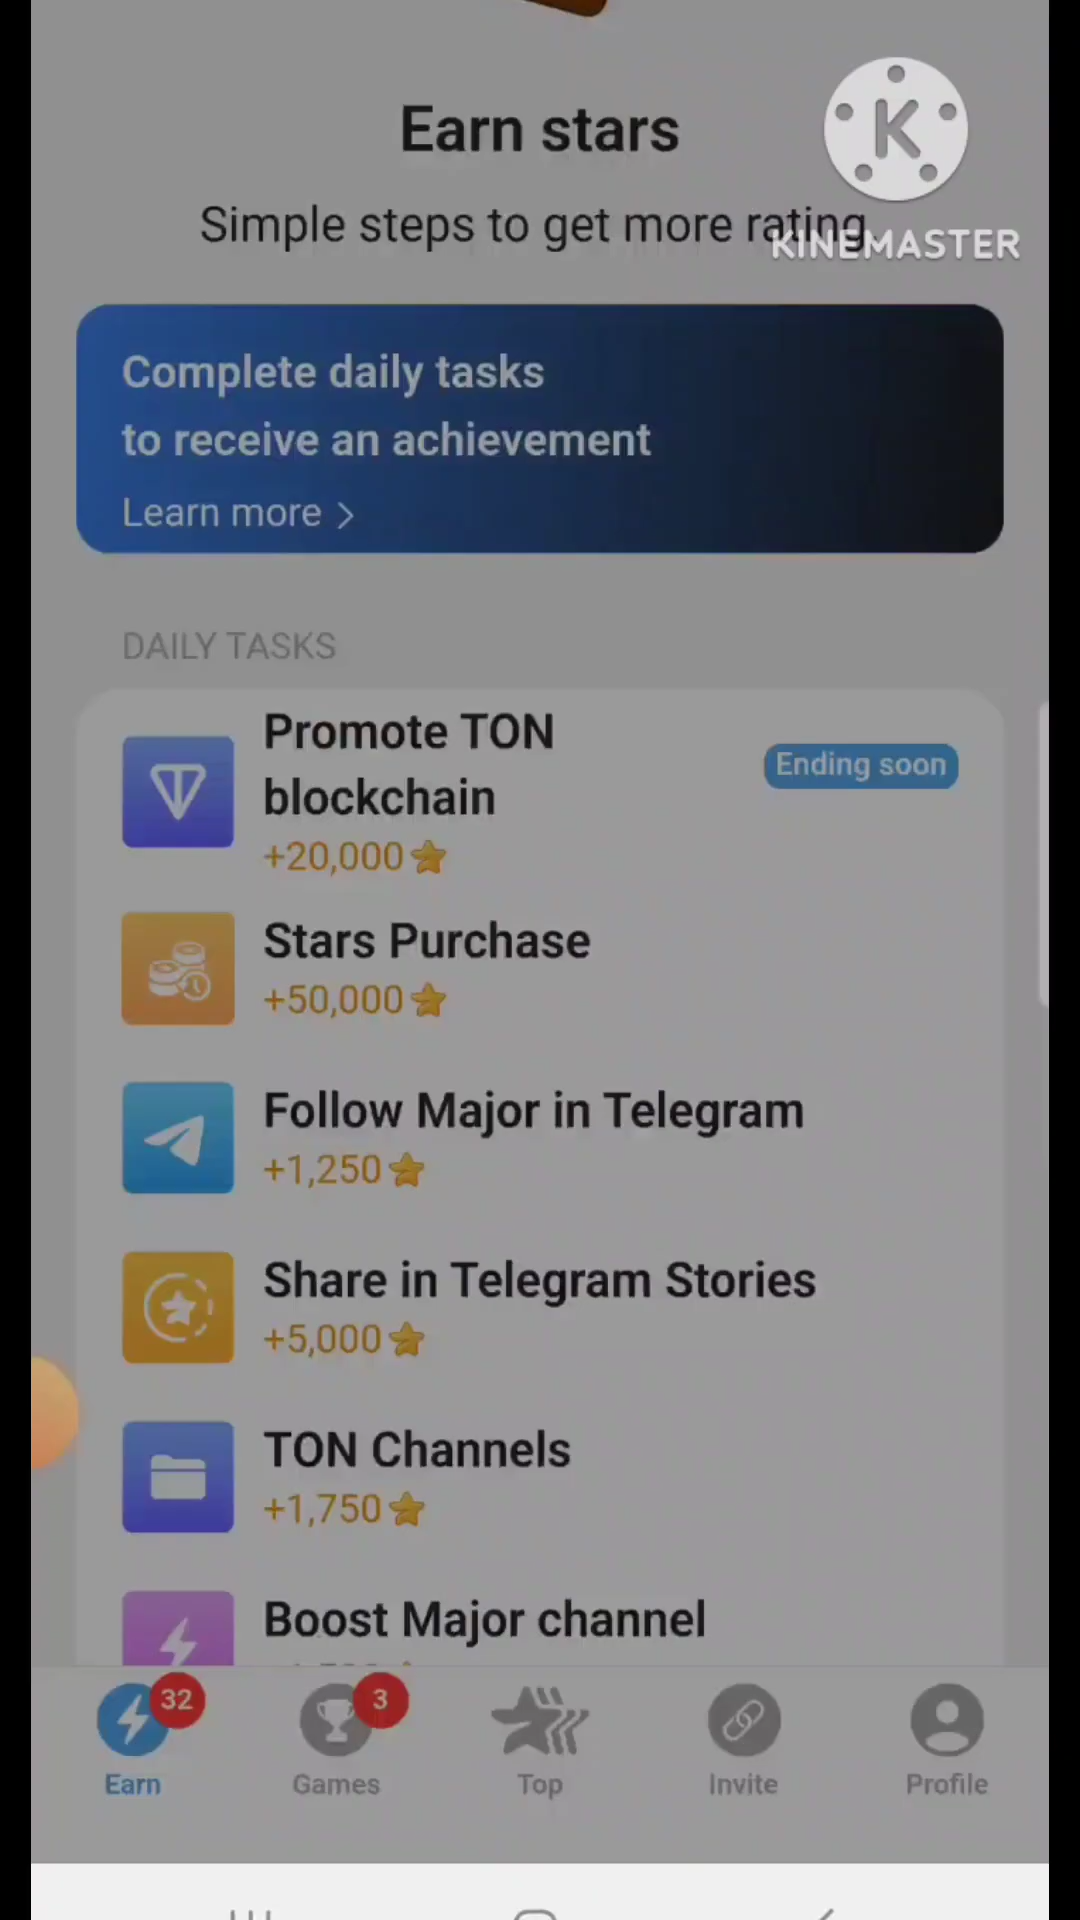 Earn stars
Simple steps to get more rating
K
KINEMASTER
Complete daily tasks
to receive an achievement
Learn more >
DAILY TASKS
Promote TON
blockchain
Ending soon
+20,000
Stars Purchase
+50,000
Follow Major in Telegram
+1,250
Share in Telegram Stories
+5,000
TON Channels
+1,750
Boost Major channel
32
3
Earn
Games
Top
Invite
Profile